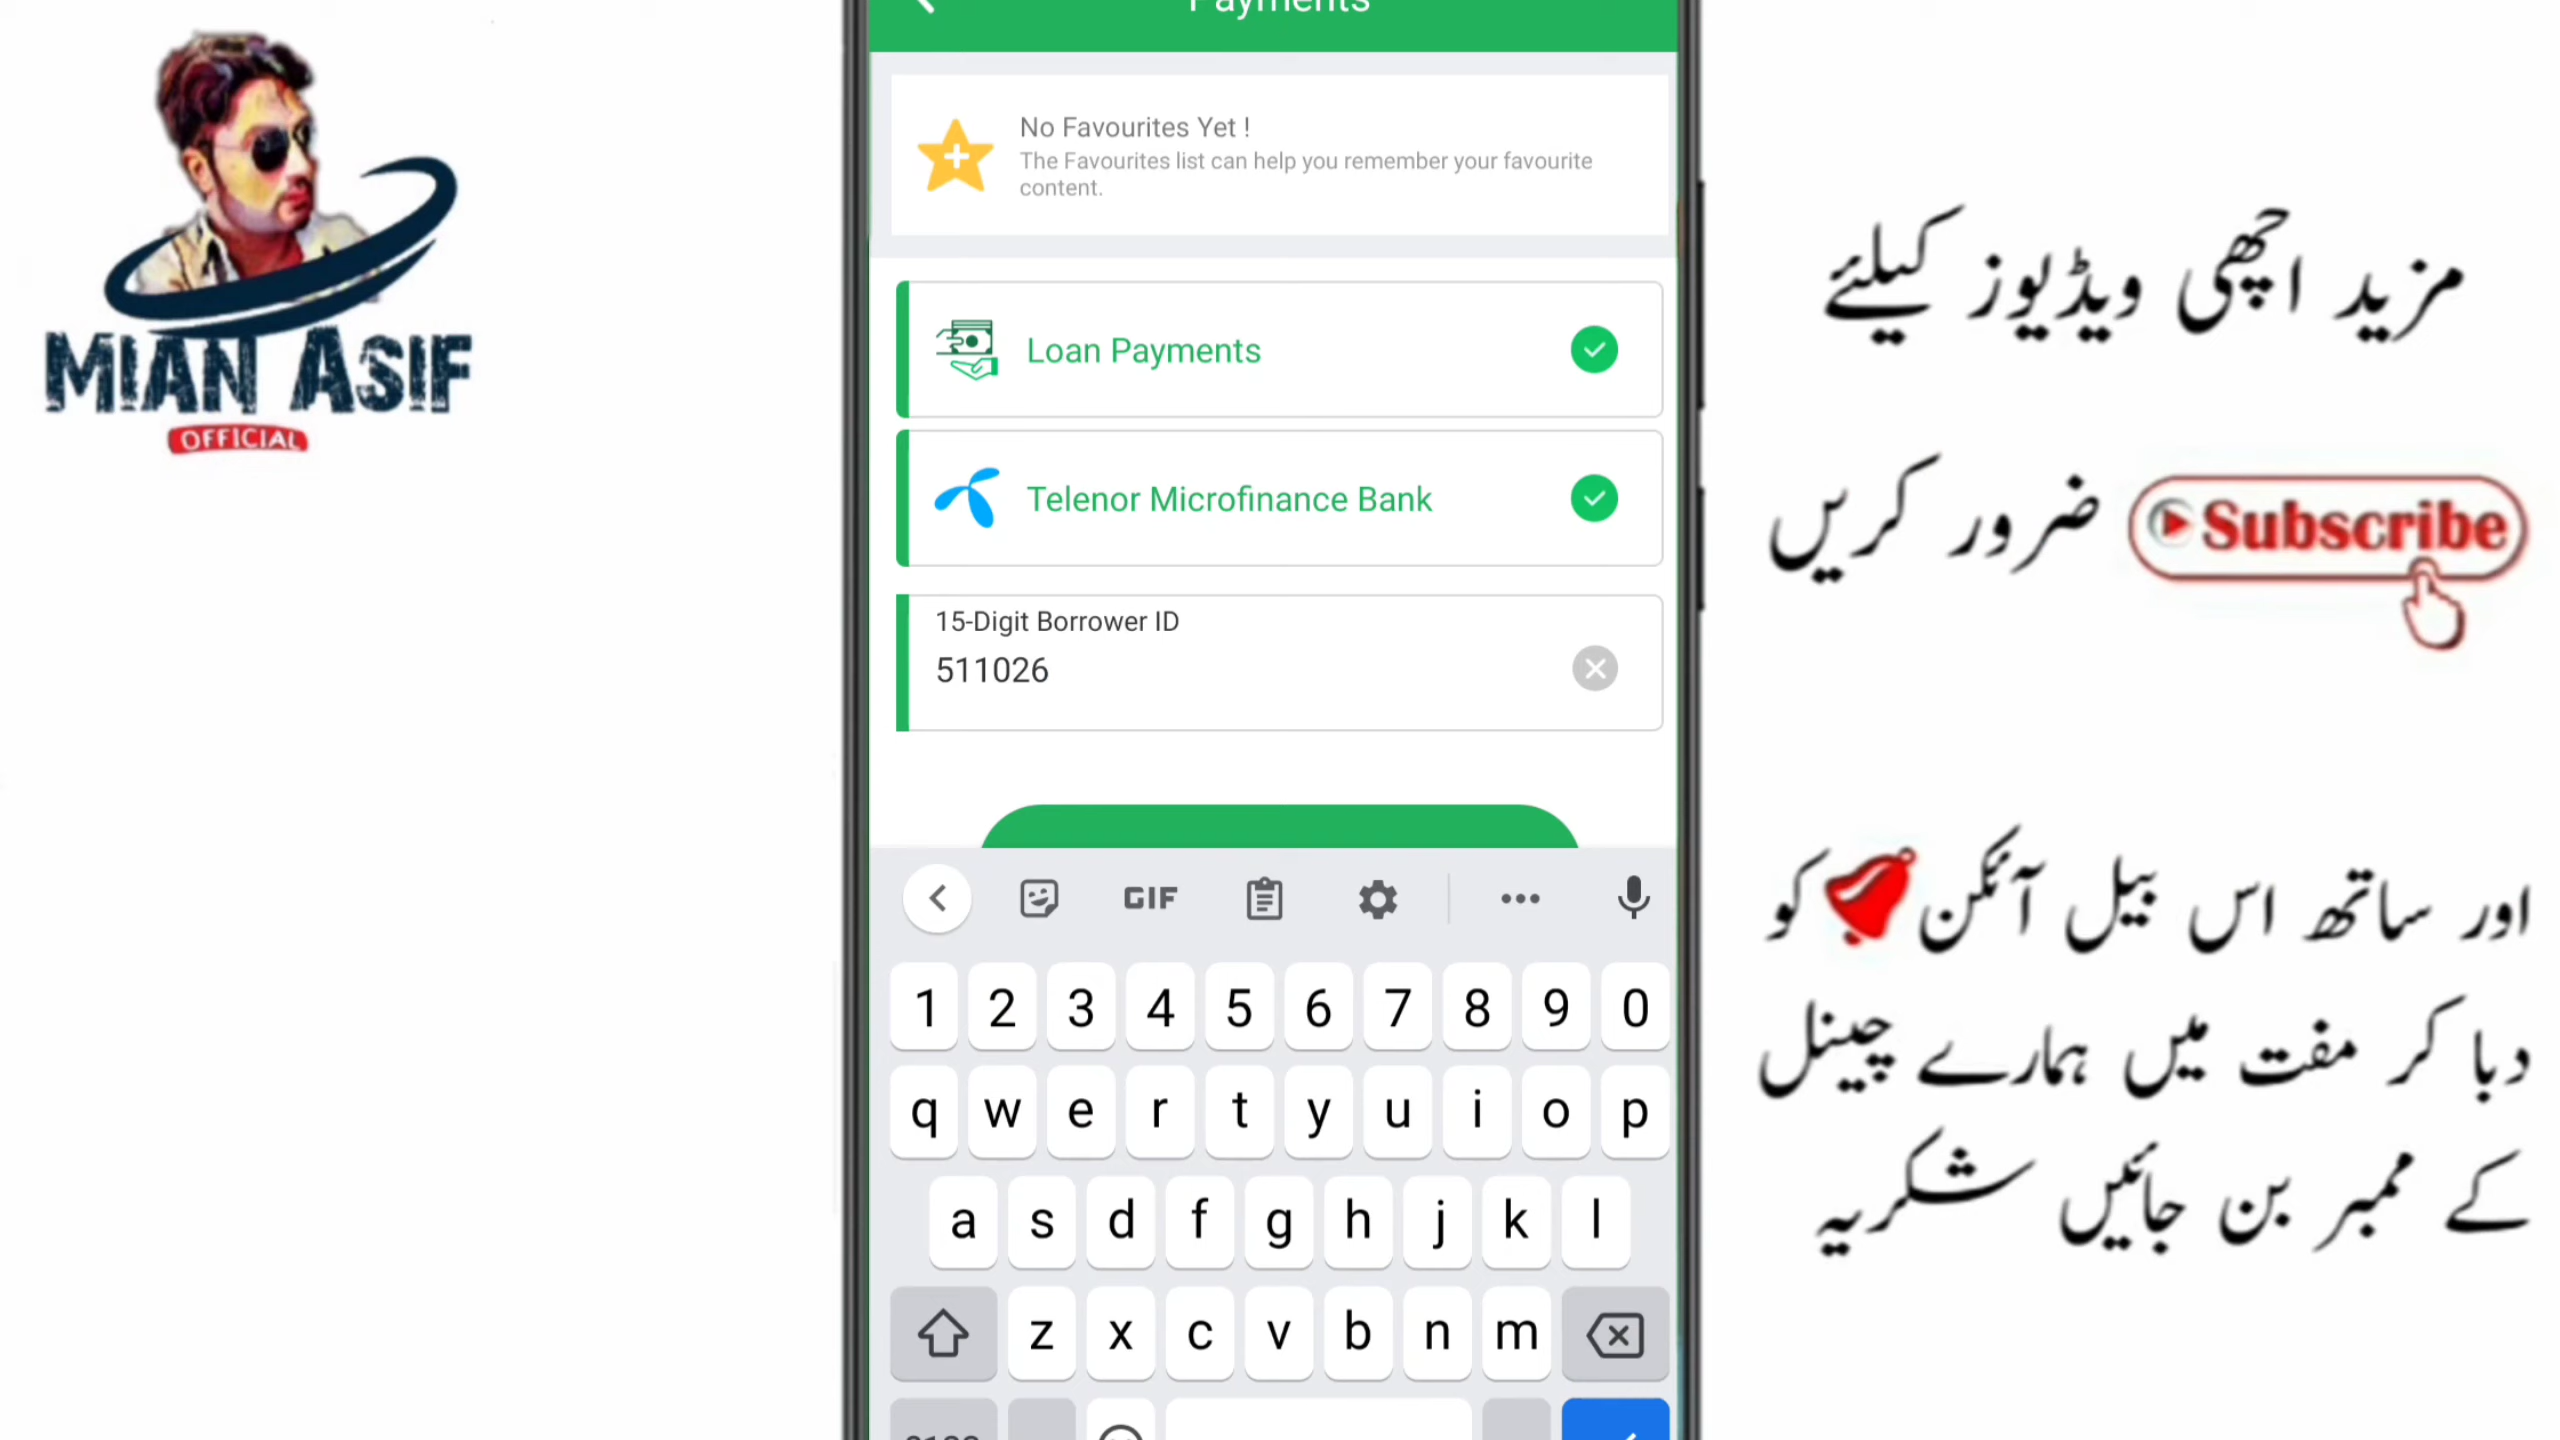 Payments
MIAN ASIF
OFFICIAL
No Favourites Yet !
The Favourites list can help you remember your favourite
content.
Loan Payments
Telenor Microfinance Bank
15-Digit Borrower ID
511026
GIF
1 2 3 4 5 6 7 8 9 0
q w e r t y u i o p
a s d f g h j k l
z x c v b n m
مزید اچھی ویڈیوز کیلئے
Subscribe ضرور کریں
اور ساتھ اس بیل آئکن کو
دبا کر مفت میں ہمارے چینل
کے ممبر بن جائیں شکریہ